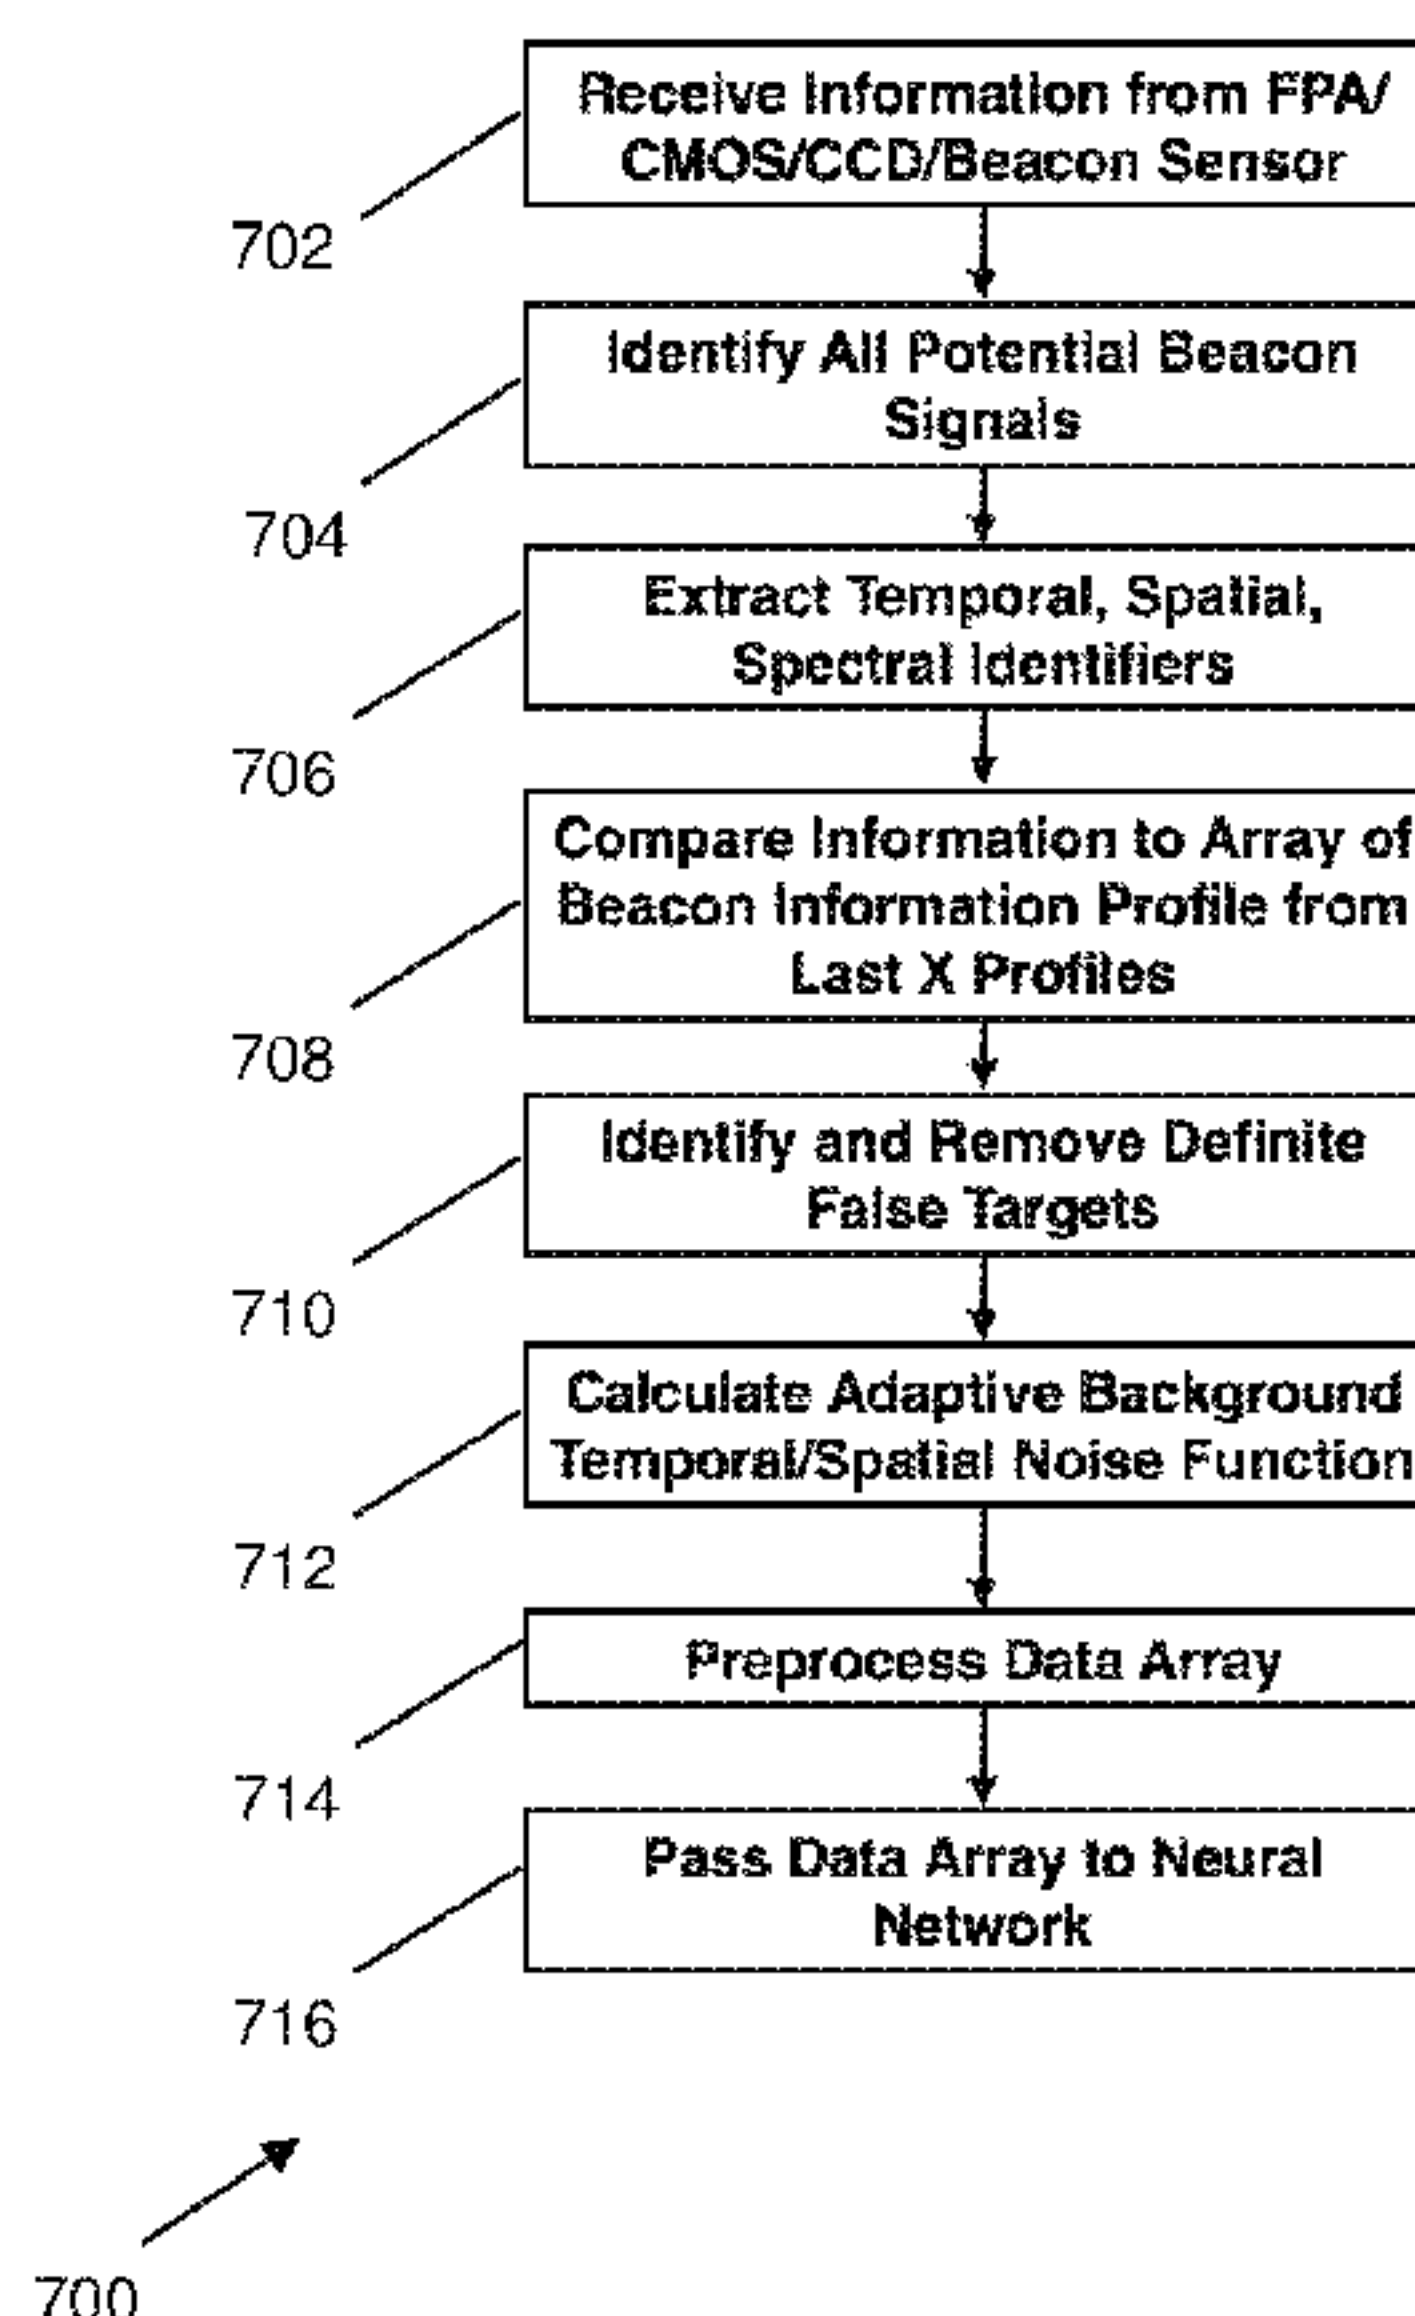 Receive Information from FPA/
CMOS/CCD/Beacon Sensor
702
Identify All Potential Beacon
Signals
704
Extract Temporal, Spatial,
Spectral Identifiers
706
Compare Information to Array of
Beacon Information Profile from
Last X Profiles
708
Identify and Remove Definite
False Targets
710
Calculate Adaptive Background
Temporal/Spatial Noise Function
712
Preprocess Data Array
714
Pass Data Array to Neural
Network
716
700